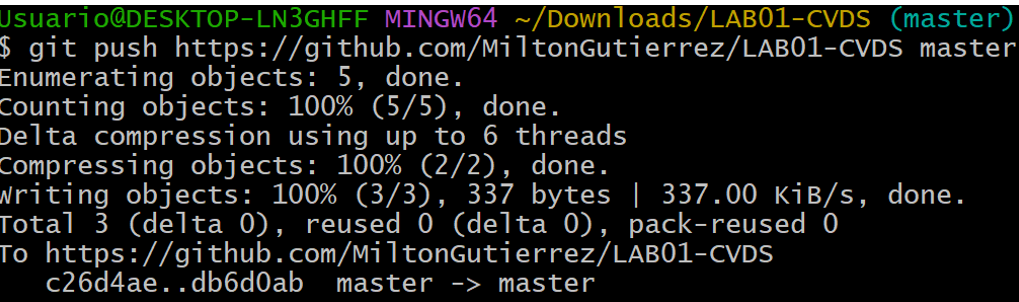 Usuario@DESKTOP-LN3GHFF MINGW64 ~/Downloads/LAB01-CVDS (master)
$ git push https://github.com/MiltonGutierrez/LAB01-CVDS master
Enumerating objects: 5, done.
Counting objects: 100% (5/5), done.
Delta compression using up to 6 threads
Compressing objects: 100% (2/2), done.
Writing objects: 100% (3/3), 337 bytes | 337.00 KiB/s, done.
Total 3 (delta 0), reused 0 (delta 0), pack-reused 0
To https://github.com/MiltonGutierrez/LAB01-CVDS
   c26d4ae..db6d0ab  master -> master